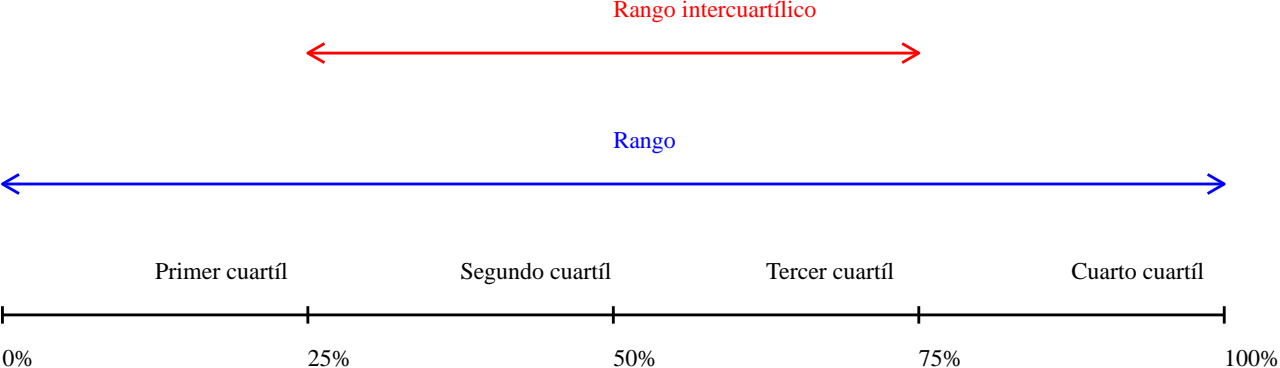 Rango intercuartílico
Rango
Primer cuartíl Segundo cuartíl Tercer cuartíl Cuarto cuartíl
0% 25% 50% 75% 100%